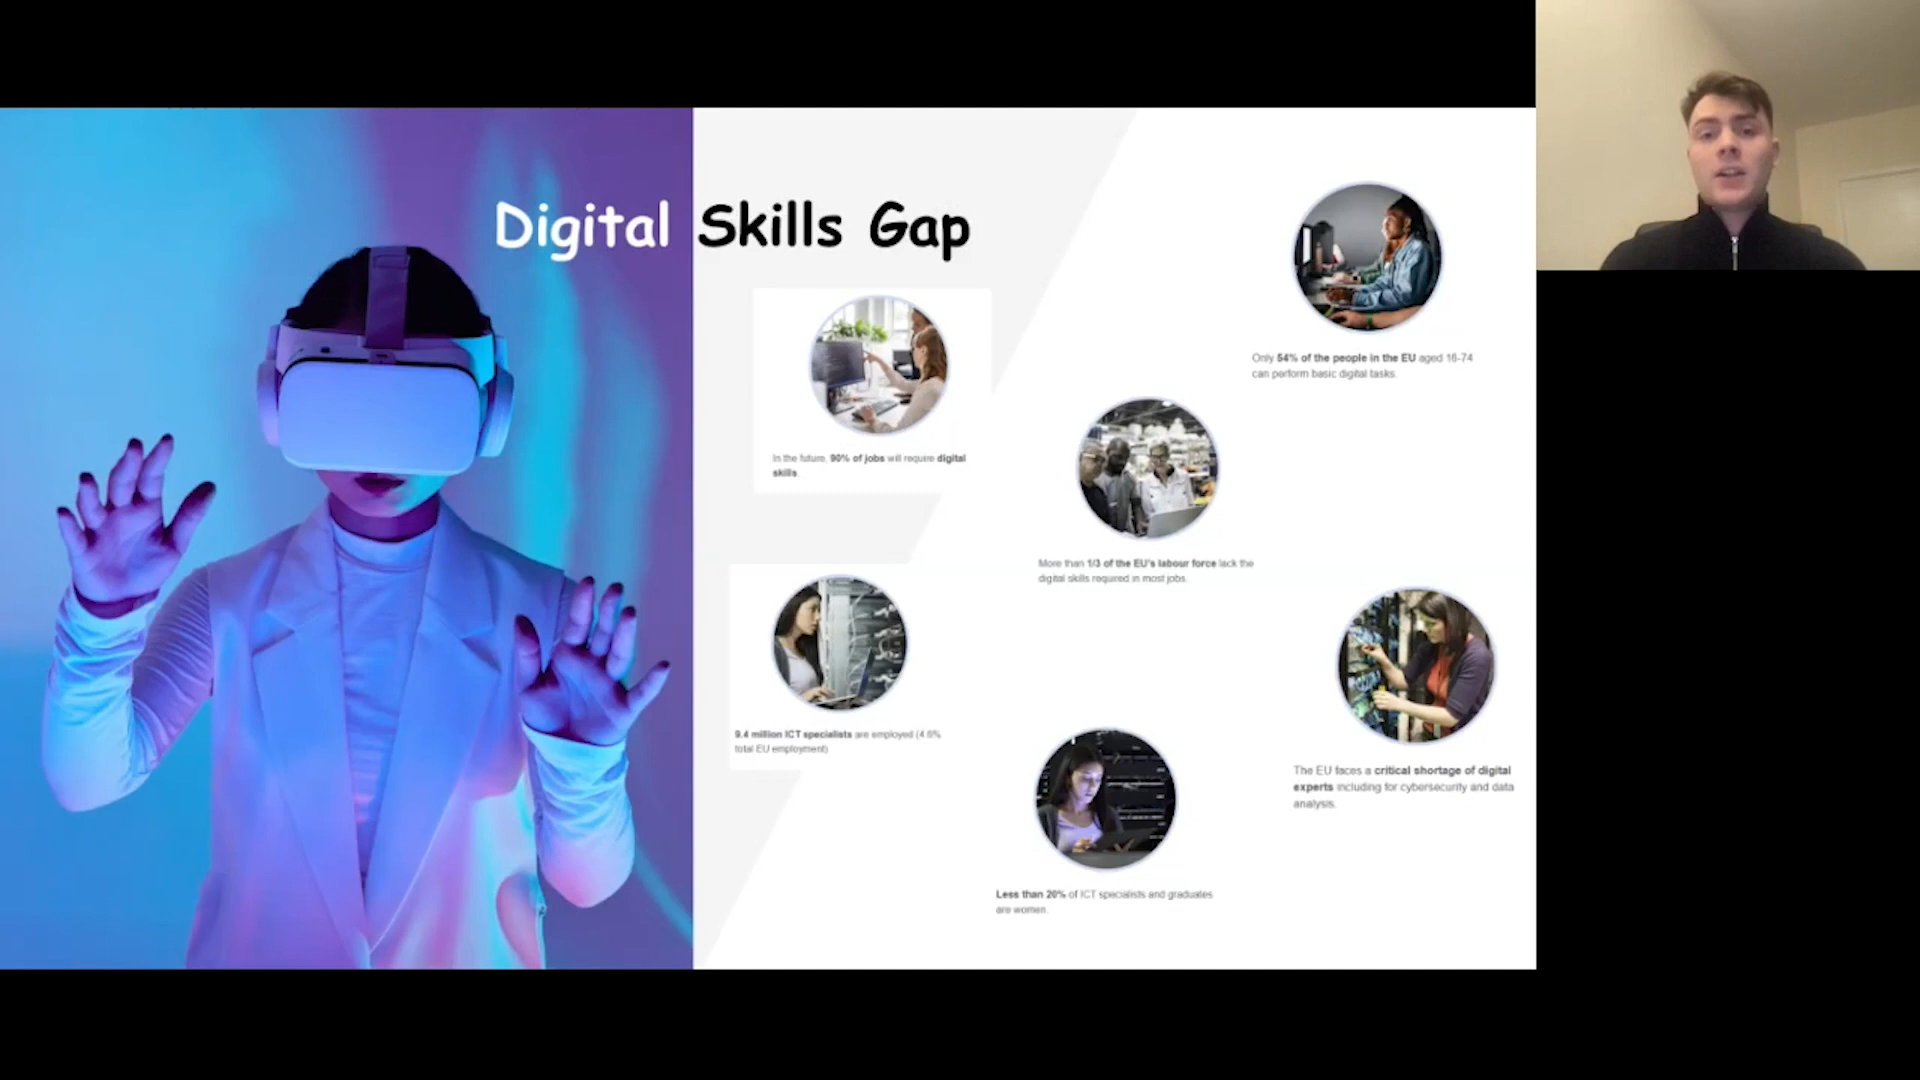 Digital Skills Gap
Only 54% of the people in the EU aged 16-74
can perform basic digital tasks.
In the future, 90% of jobs will require digital
skills
More than 1/3 of the EU's labour force lack the
digital skills required in most jobs.
9.4 million ICT specialists are employed (4.6%
total EU employment)
The EU faces a critical shortage of digital
experts including for cybersecurity and data
analysis.
Less than 20% of ICT specialists and graduates
are women.